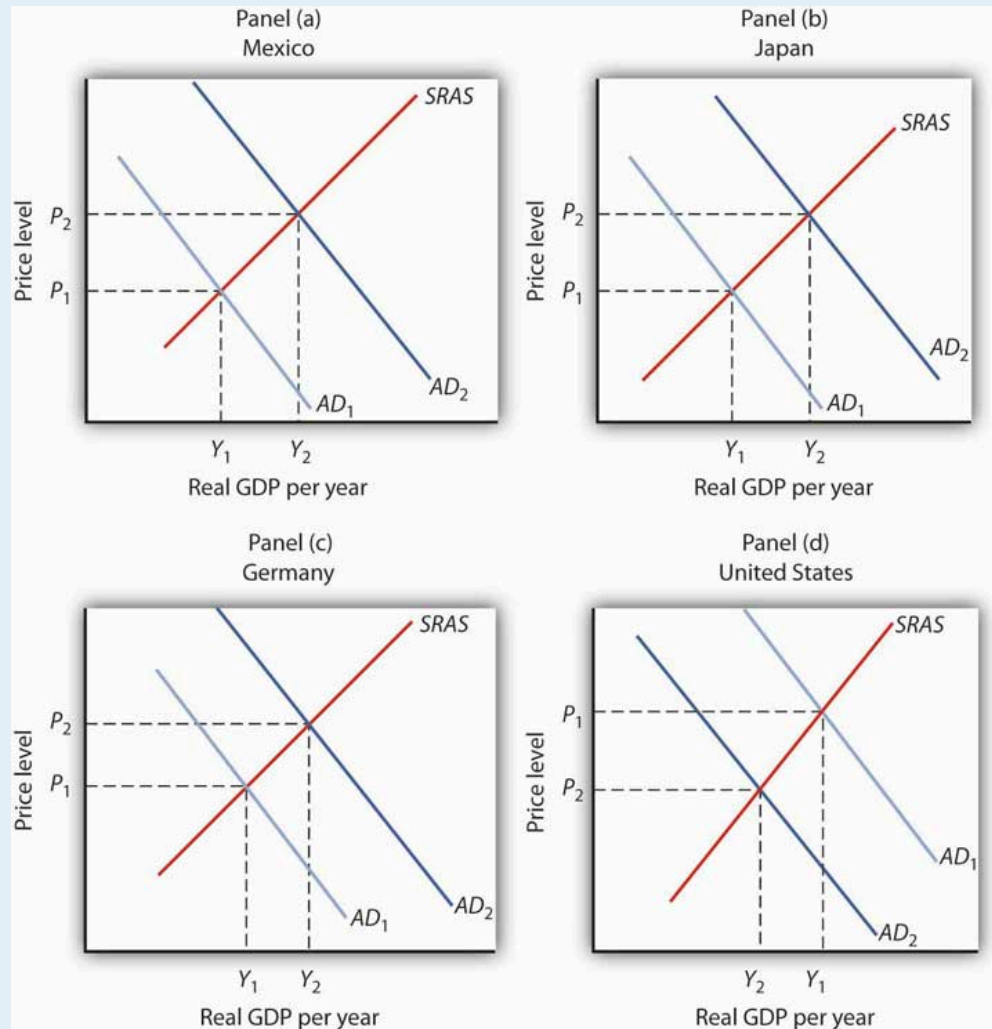 Panel (a)
Mexico
SRAS
P₂
P₁
Price level
AD₁
AD₂
Y₁ Y₂
Real GDP per year
Panel (b)
Japan
SRAS
P₂
P₁
Price level
AD₂
AD₁
Y₁ Y₂
Real GDP per year
Panel (c)
Germany
SRAS
P₂
P₁
Price level
AD₁
AD₂
Y₁ Y₂
Real GDP per year
Panel (d)
United States
SRAS
P₁
P₂
Price level
AD₁
AD₂
Y₂ Y₁
Real GDP per year